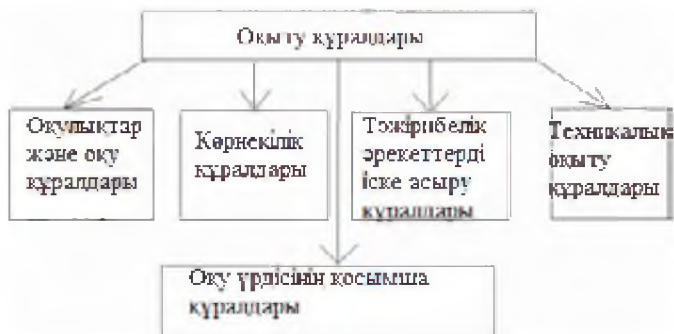 Оқыту құралдары
Оқулықтар
және оқу
құралдары
Көрнекілік
құралдары
Тәжірибелік
әрекеттерді
іске асыру
құралдары
Техникалық
оқыту
құралдары
Оқу үрдісінің қосымша
құралдары